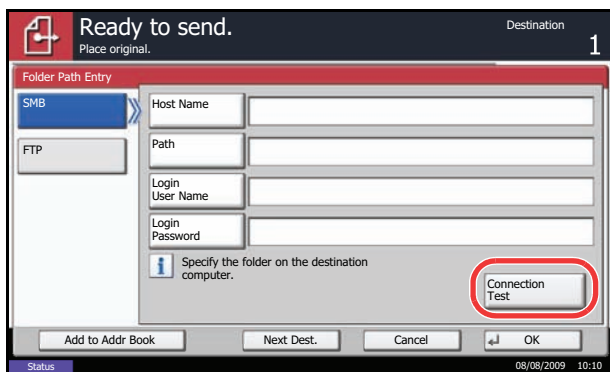 Ready to send.
Destination
Place original.
1
Folder Path Entry
SMB
Host Name
FTP
Path
Login
User Name
Login
Password
Specify the folder on the destination
computer.
Connection
Test
Add to Addr Book
Next Dest.
Cancel
OK
Status
08/08/2009 10:10